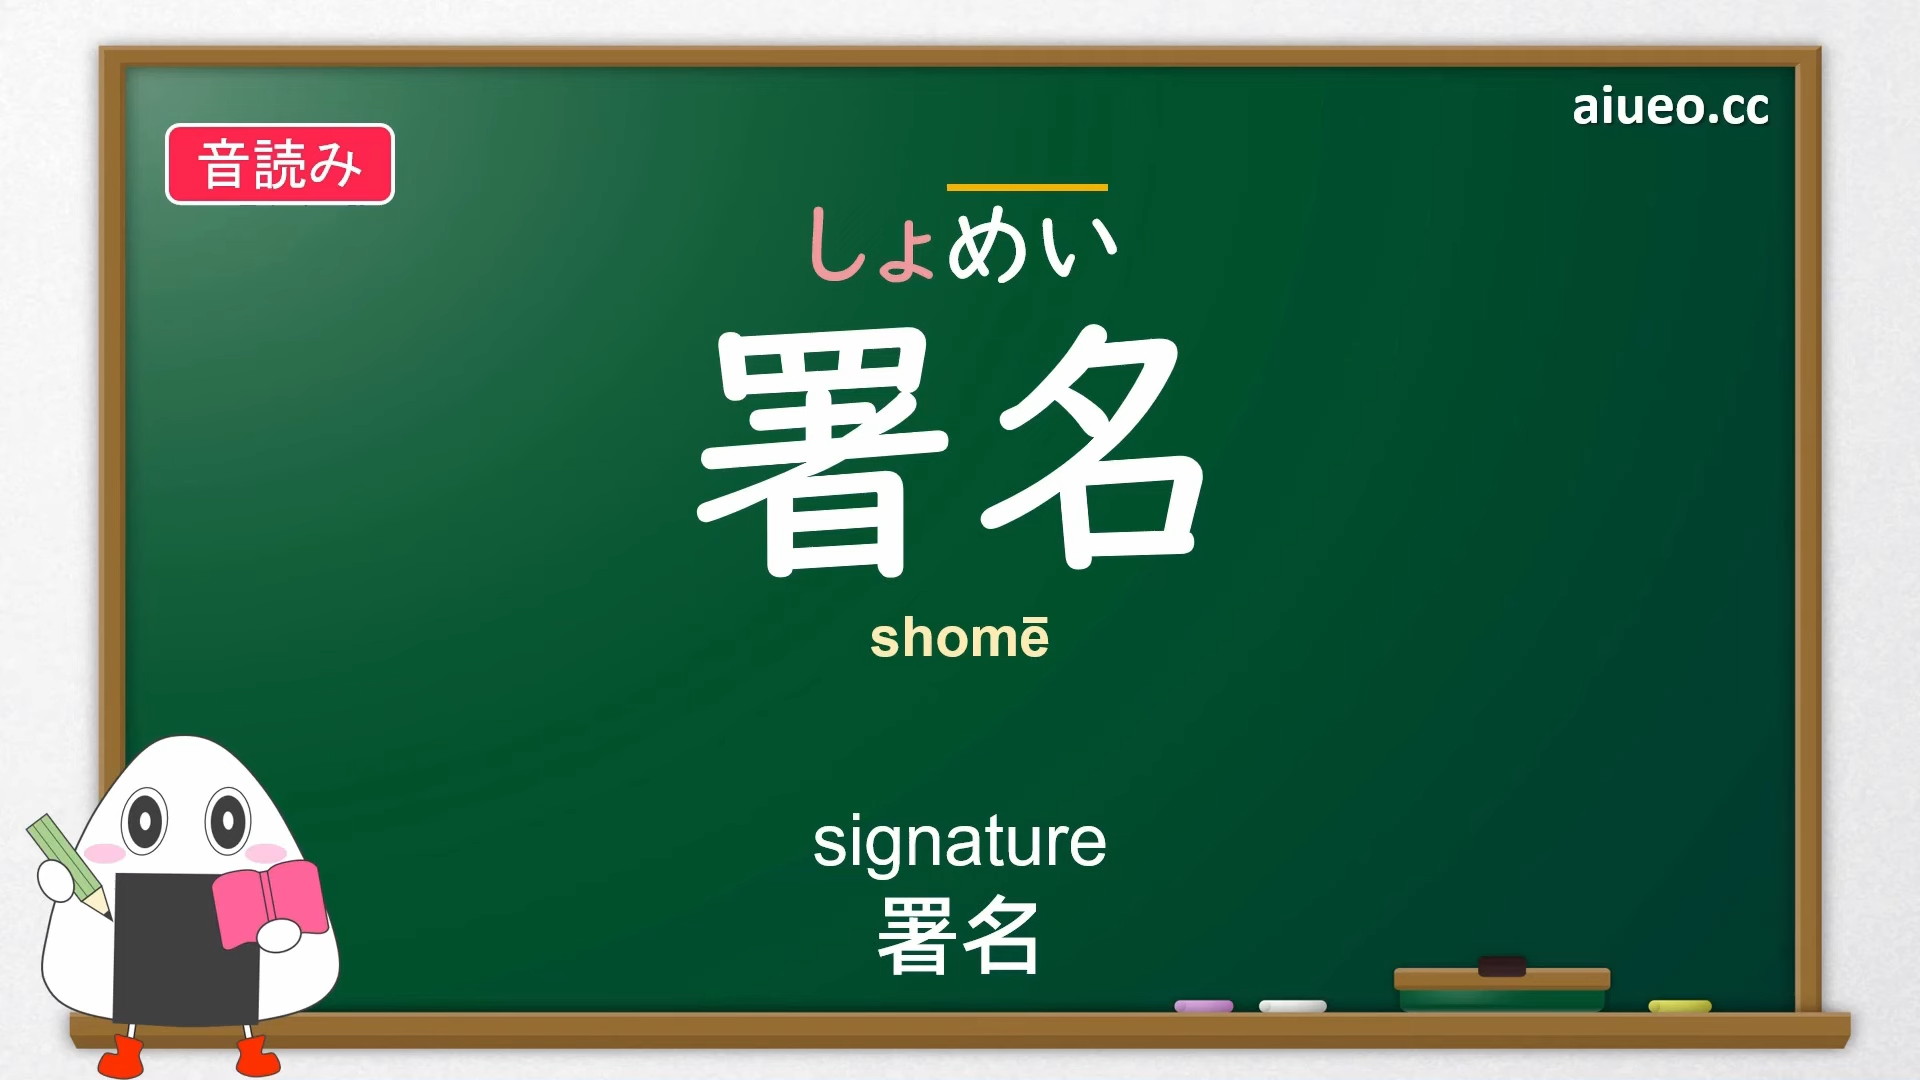 aiueo.cc
音読み
しょめい
署名
shomē
signature
署名